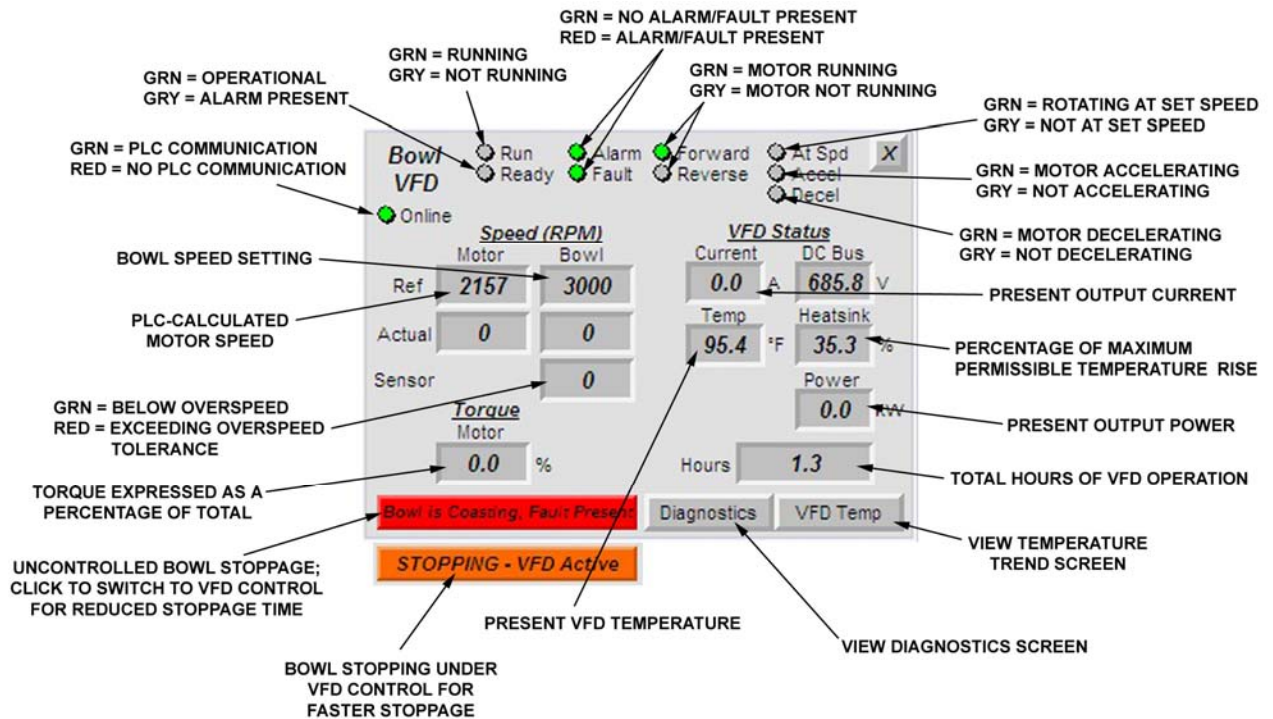 GRN = NO ALARM/FAULT PRESENT
RED = ALARM/FAULT PRESENT
GRN = RUNNING
GRY = NOT RUNNING
GRN = MOTOR RUNNING
GRY = MOTOR NOT RUNNING
GRN = OPERATIONAL
GRY = ALARM PRESENT
GRN = ROTATING AT SET SPEED
GRY = NOT AT SET SPEED
GRN = PLC COMMUNICATION
RED = NO PLC COMMUNICATION
GRN = MOTOR ACCELERATING
GRY = NOT ACCELERATING
GRN = MOTOR DECELERATING
GRY = NOT DECELERATING
Bowl
VFD
Run
Ready
Alarm
Fault
Forward
Reverse
At Spd
Accel
Decel
X
Online
Speed (RPM)
Motor Bowl
Ref 2157 3000
Actual 0 0
Sensor 0
VFD Status
Current DC Bus
0.0 A 685.8 V
Temp Heatsink
95.4 °F 35.3 %
Power
0.0 kW
Torque
Motor
0.0 %
Hours 1.3
Bowl is Coasting, Fault Present
Diagnostics
VFD Temp
STOPPING - VFD Active
BOWL SPEED SETTING
PLC-CALCULATED
MOTOR SPEED
GRN = BELOW OVERSPEED
RED = EXCEEDING OVERSPEED
TOLERANCE
TORQUE EXPRESSED AS A
PERCENTAGE OF TOTAL
UNCONTROLLED BOWL STOPPAGE;
CLICK TO SWITCH TO VFD CONTROL
FOR REDUCED STOPPAGE TIME
BOWL STOPPING UNDER
VFD CONTROL FOR
FASTER STOPPAGE
PRESENT OUTPUT CURRENT
PERCENTAGE OF MAXIMUM
PERMISSIBLE TEMPERATURE RISE
PRESENT OUTPUT POWER
TOTAL HOURS OF VFD OPERATION
VIEW TEMPERATURE
TREND SCREEN
PRESENT VFD TEMPERATURE
VIEW DIAGNOSTICS SCREEN